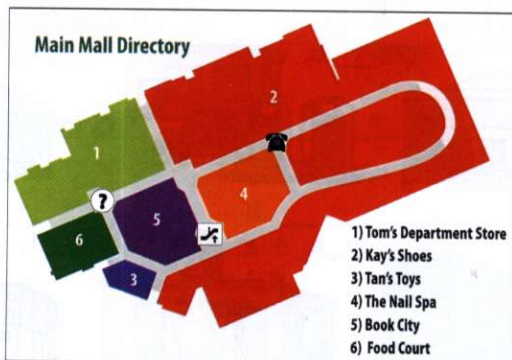 Main Mall Directory
2
1
?
5
4
6
3
1) Tom's Department Store
2) Kay's Shoes
3) Tan's Toys
4) The Nail Spa
5) Book City
6) Food Court